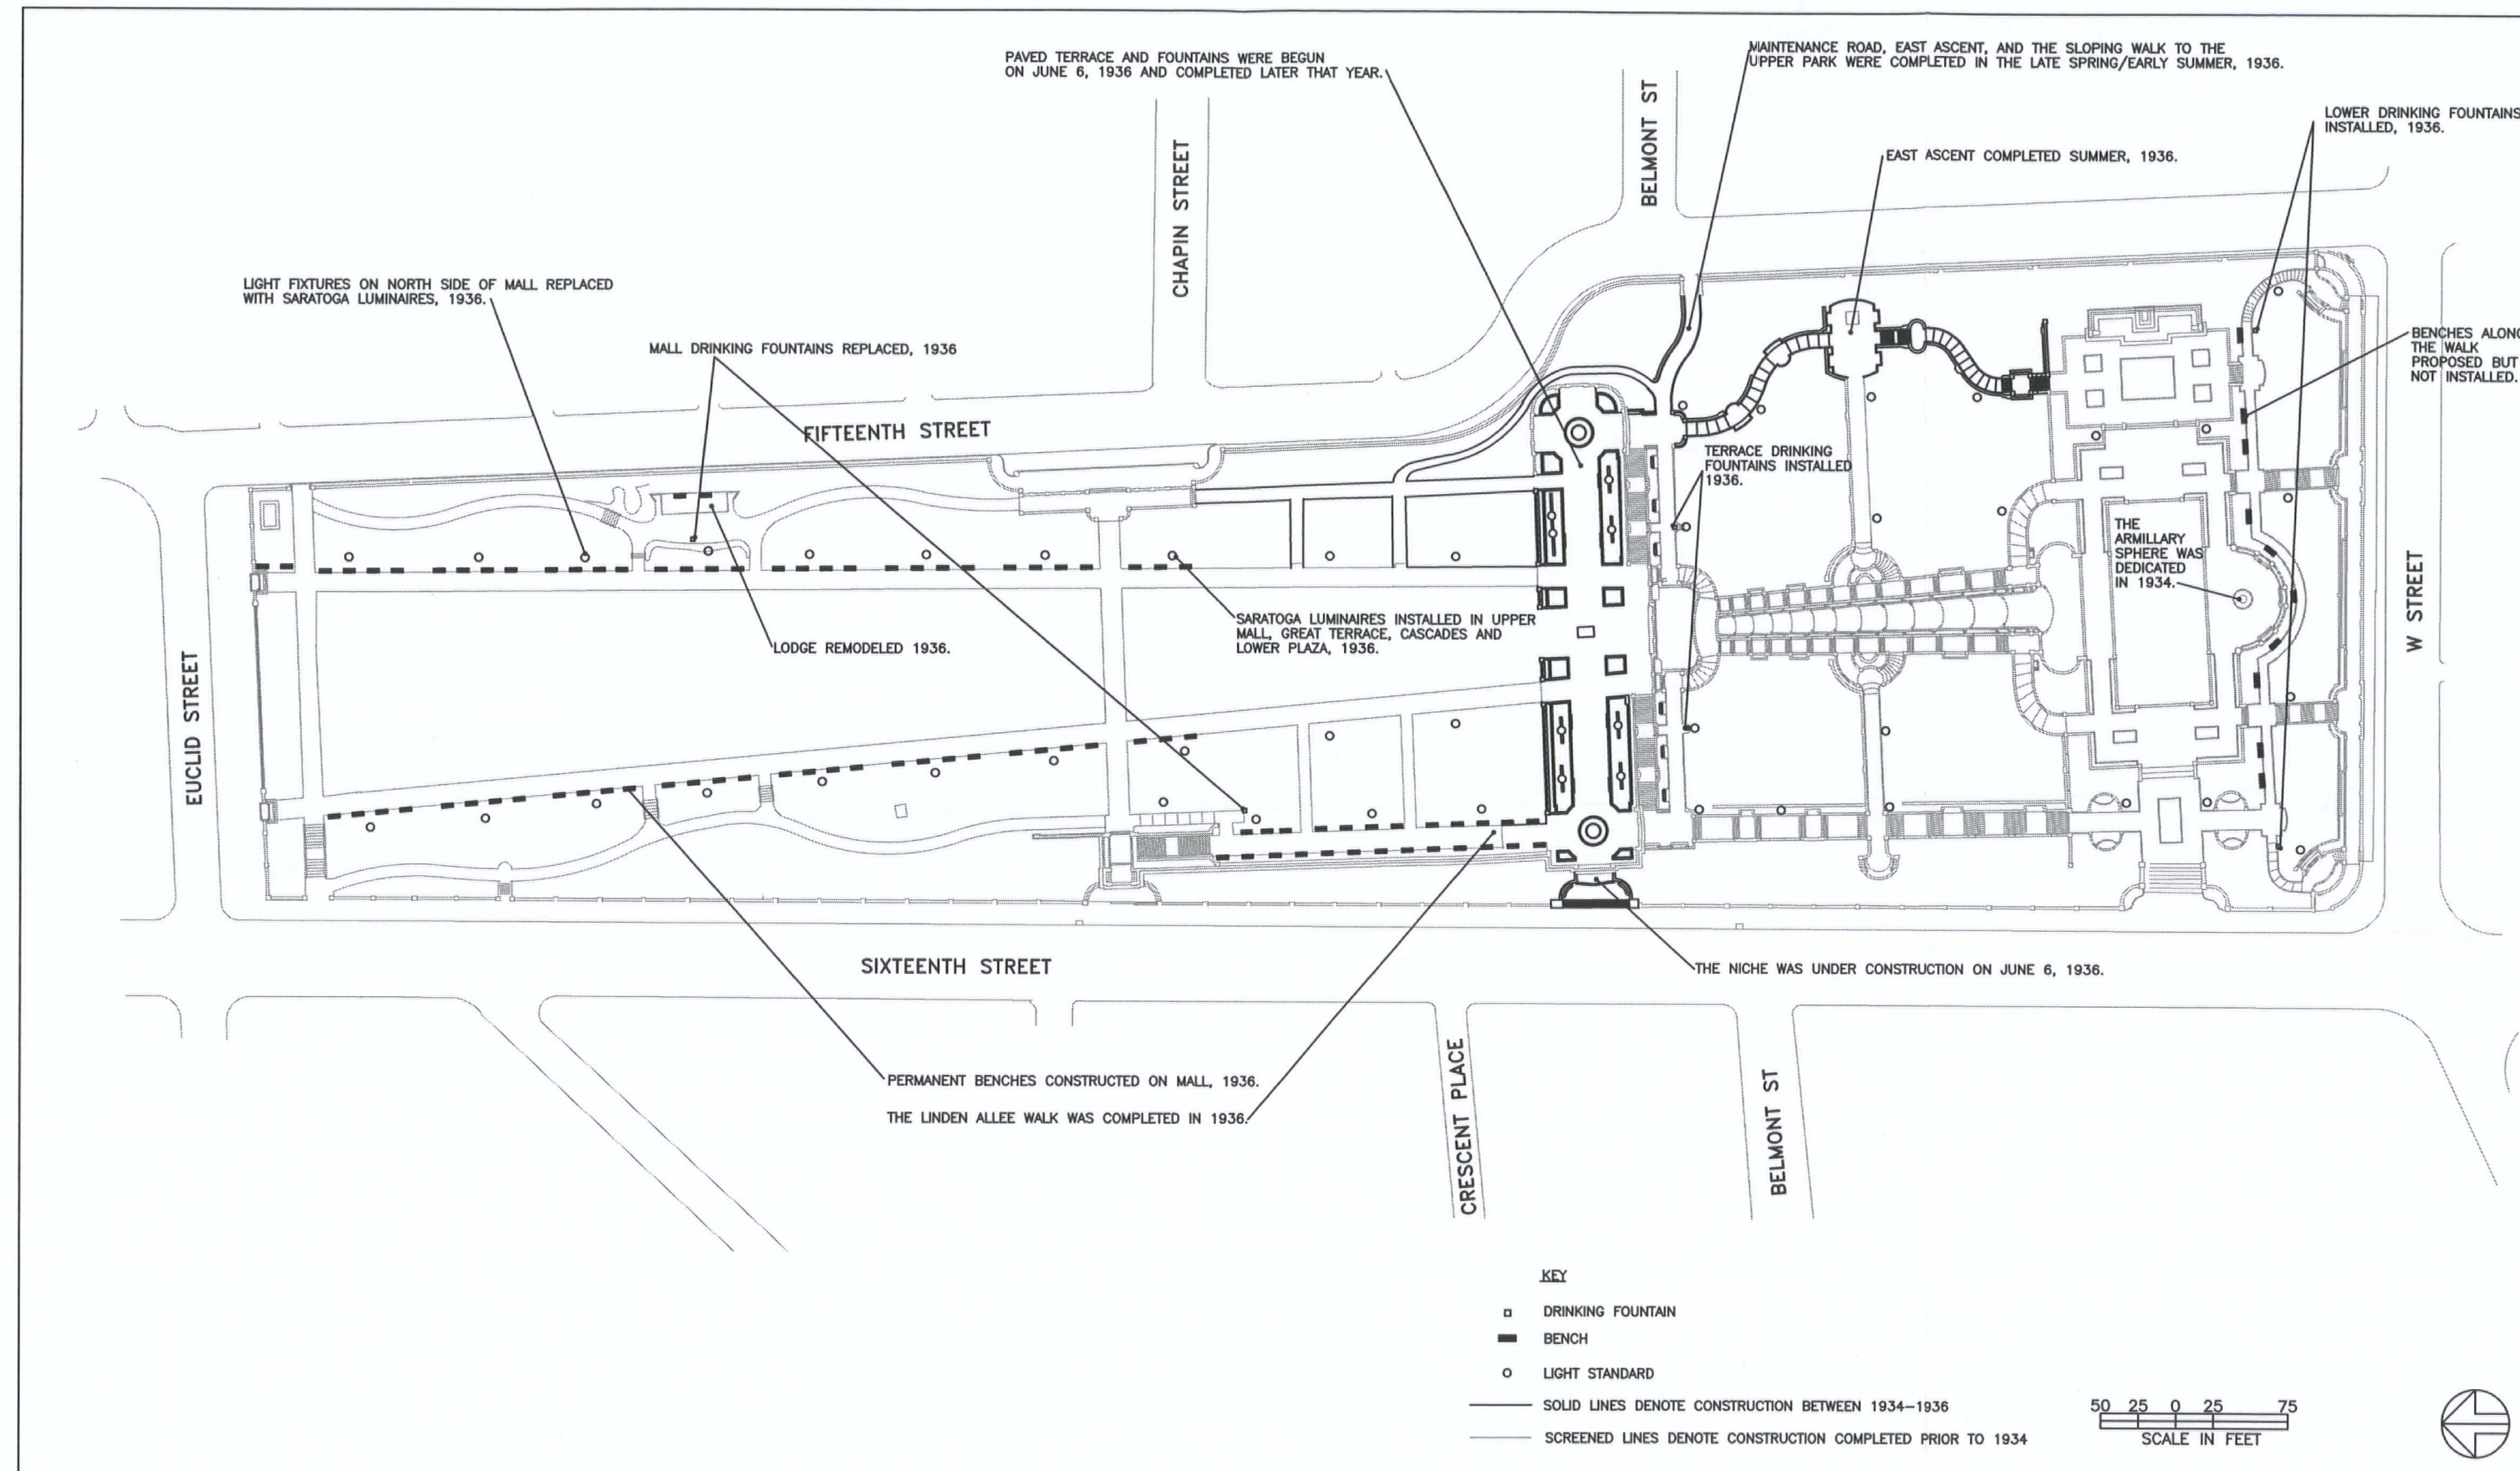 PAVED TERRACE AND FOUNTAINS WERE BEGUN
ON JUNE 6, 1936 AND COMPLETED LATER THAT YEAR.
MAINTENANCE ROAD, EAST ASCENT, AND THE SLOPING WALK TO THE
UPPER PARK WERE COMPLETED IN THE LATE SPRING/EARLY SUMMER, 1936.
BELMONT ST
LOWER DRINKING FOUNTAINS
INSTALLED, 1936.
CHAPIN STREET
EAST ASCENT COMPLETED SUMMER, 1936.
LIGHT FIXTURES ON NORTH SIDE OF MALL REPLACED
WITH SARATOGA LUMINAIRES, 1936.
MALL DRINKING FOUNTAINS REPLACED, 1936
BENCHES ALONG
THE WALK
PROPOSED BUT
NOT INSTALLED.
FIFTEENTH STREET
TERRACE DRINKING
FOUNTAINS INSTALLED
1936.
THE
ARMILLARY
SPHERE WAS
DEDICATED
IN 1934.
W STREET
SARATOGA LUMINAIRES INSTALLED IN UPPER
MALL, GREAT TERRACE, CASCADES AND
LOWER PLAZA, 1936.
LODGE REMODELED 1936.
EUCLID STREET
SIXTEENTH STREET
THE NICHE WAS UNDER CONSTRUCTION ON JUNE 6, 1936.
PERMANENT BENCHES CONSTRUCTED ON MALL, 1936.
THE LINDEN ALLEE WALK WAS COMPLETED IN 1936.
CRESCENT PLACE
BELMONT ST
KEY
DRINKING FOUNTAIN
BENCH
LIGHT STANDARD
SOLID LINES DENOTE CONSTRUCTION BETWEEN 1934-1936
SCREENED LINES DENOTE CONSTRUCTION COMPLETED PRIOR TO 1934
50 25 0 25 75
SCALE IN FEET